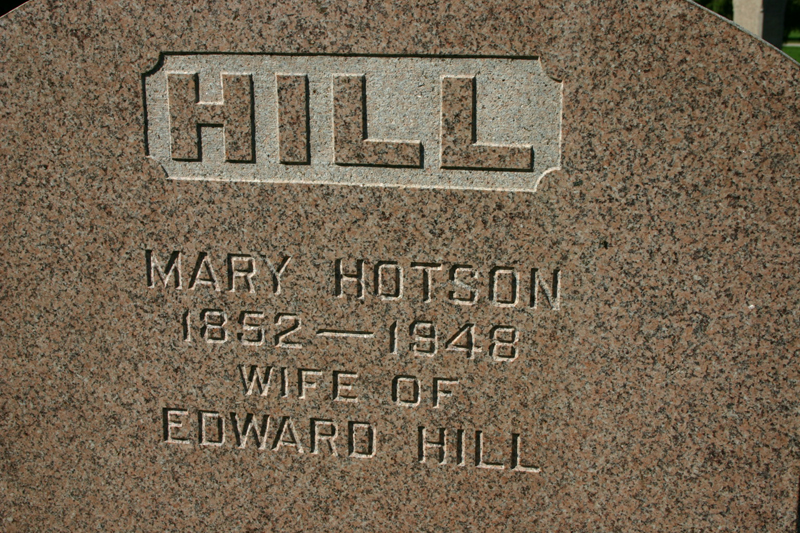 HILL
MARY HOTSON
1852—1948
WIFE OF
EDWARD HILL